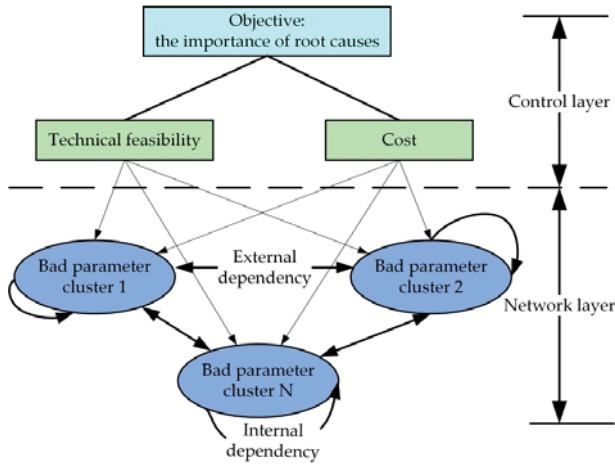 Objective:
the importance of root causes
Control layer
Technical feasibility
Cost
External
dependency
Bad parameter
cluster 1
Bad parameter
cluster 2
Network layer
Bad parameter
cluster N
Internal
dependency